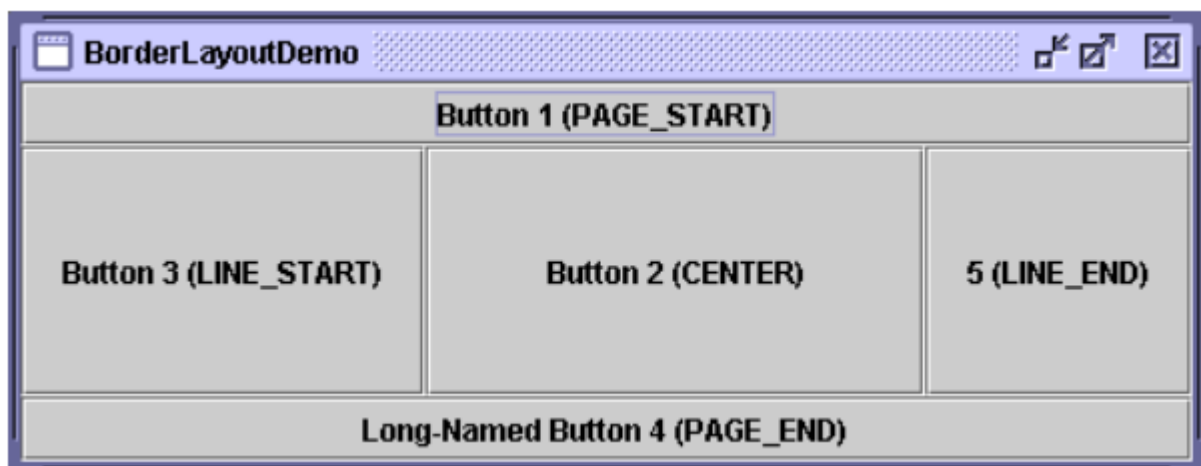 BorderLayoutDemo
Button 1 (PAGE_START)
Button 3 (LINE_START)
Button 2 (CENTER)
5 (LINE_END)
Long-Named Button 4 (PAGE_END)